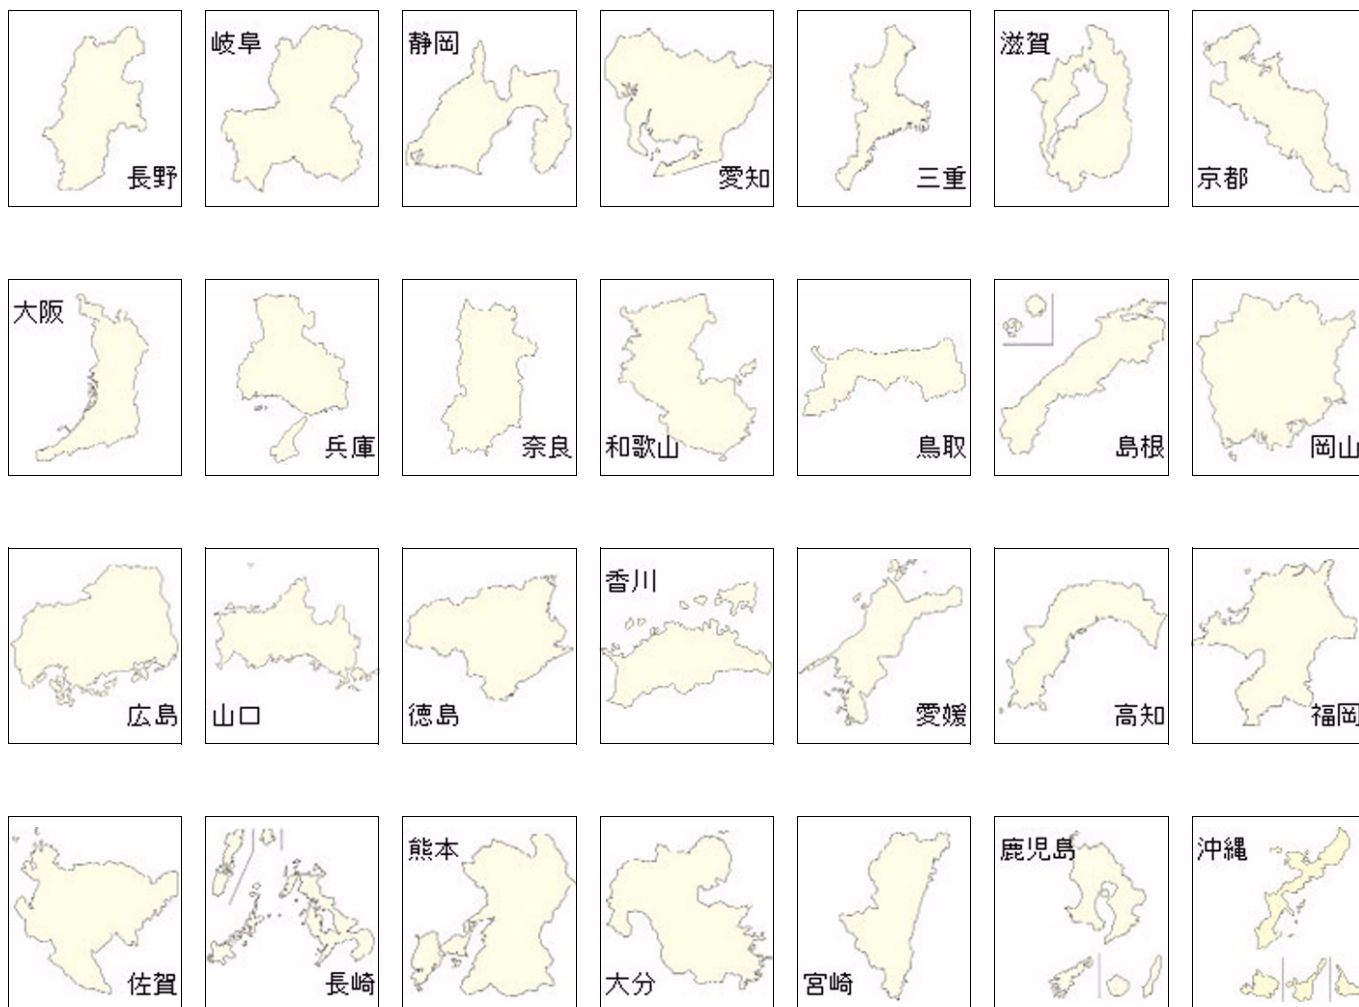 長野
岐阜
静岡
愛知
三重
滋賀
京都
大阪
兵庫
奈良
和歌山
鳥取
島根
岡山
広島
山口
徳島
香川
愛媛
高知
福岡
佐賀
長崎
熊本
大分
宮崎
鹿児島
沖縄